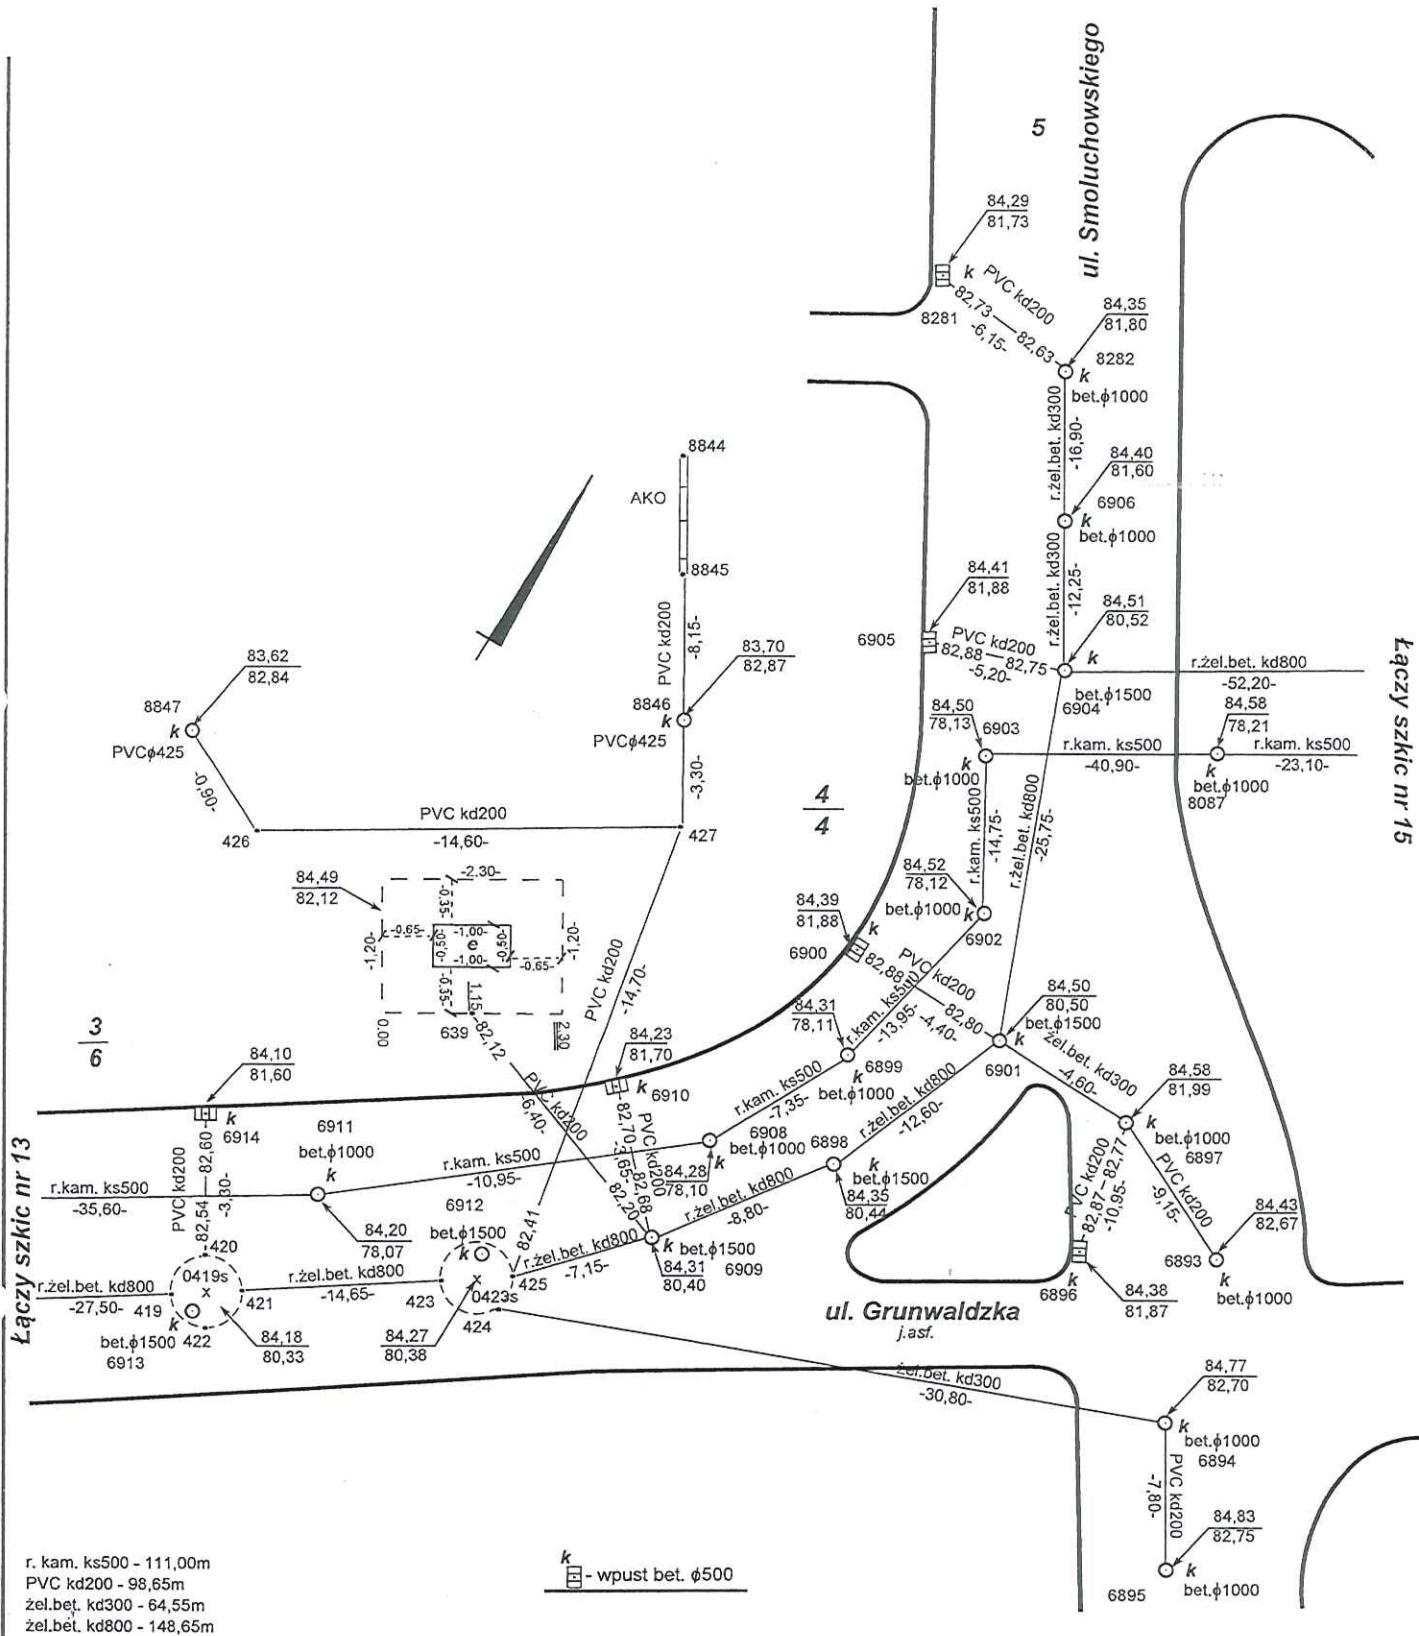 5
ul. Smoluchowskiego
84,29
81,73
k
PVC kd200
82,73 — 82,63
-6,15-
8281
84,35
81,80
8282
k
bet.ϕ1000
r.żel.bet. kd300
-16,90-
84,40
81,60
6906
k
bet.ϕ1000
r.żel.bet. kd300
-12,25-
8844
AKO
8845
PVC kd200
-8,15-
84,41
81,88
6905
PVC kd200
82,88 — 82,75
-5,20-
84,51
80,52
k
bet.ϕ1500
6904
r.żel.bet. kd800
-52,20-
Łączy szkic nr 15
83,62
82,84
8847
k
PVCϕ425
-0,90-
83,70
82,87
8846
k
PVCϕ425
-3,30-
84,50
78,13
6903
k
bet.ϕ1000
r.kam. ks500
-40,90-
84,58
78,21
r.kam. ks500
-23,10-
k
bet.ϕ1000
8087
426
PVC kd200
-14,60-
427
4
4
r.kam. ks500
-14,75-
r.żel.bet. kd800
-25,75-
84,49
82,12
-2,30-
-0,35-
-0,65-
-1,20-
-1,00-
-0,5-
e
-0,5-
-1,00-
-0,65-
-1,20-
-0,35-
1,15
0,00
2,30
639
PVC kd200
-14,70-
84,52
78,12
bet.ϕ1000
k
6902
84,39
81,88
k
6900
PVC kd200
82,88
82,80
-4,40-
r.kam. ks500
-13,95-
84,50
80,50
bet.ϕ1500
k
6901
84,31
78,11
6899
k
bet.ϕ1000
żel.bet. kd300
-4,60-
84,58
81,99
k
bet.ϕ1000
6897
3
6
84,10
81,60
k
6914
84,23
81,70
k
6910
82,12
PVC kd200
-6,40-
82,20
82,70
PVC kd200
-3,65-
82,68
r.kam. ks500
-7,35-
6908
bet.ϕ1000
k
84,28
78,10
r.żel.bet. kd800
-12,60-
6898
k
bet.ϕ1500
84,35
80,44
PVC kd200
82,87 — 82,77
-10,95-
PVC kd200
-9,15-
84,43
82,67
6893
k
bet.ϕ1000
Łączy szkic nr 13
r.kam. ks500
-35,60-
6911
bet.ϕ1000
k
84,20
78,07
r.kam. ks500
-10,95-
PVC kd200
82,54
82,60
-3,30-
6912
bet.ϕ1500
k
82,41
r.żel.bet. kd800
-7,15-
k
bet.ϕ1500
6909
84,31
80,40
r.żel.bet. kd800
-8,80-
6896
k
84,38
81,87
r.żel.bet. kd800
-27,50-
420
0419s
x
419
421
k
bet.ϕ1500
422
6913
84,18
80,33
r.żel.bet. kd800
-14,65-
423
x
0423s
425
424
84,27
80,38
ul. Grunwaldzka
j.asf.
żel.bet. kd300
-30,80-
84,77
82,70
k
bet.ϕ1000
6894
PVC kd200
-7,80-
84,83
82,75
k
bet.ϕ1000
6895
r. kam. ks500 - 111,00m
PVC kd200 - 98,65m
żel.bet. kd300 - 64,55m
żel.bet. kd800 - 148,65m
k
- wpust bet. ϕ500